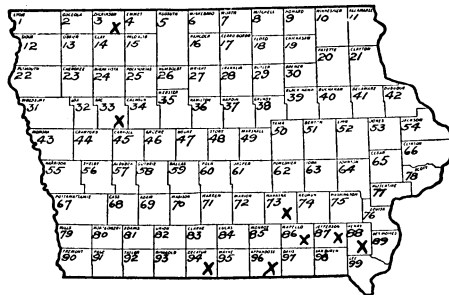 LYON OSCEOLA DICKINSON EMMET KOSSUTH WINNEBAGO WORTH MITCHELL HOWARD WINNESHIEK ALLAMAKEE
1 2 3 4 5 6 7 8 9 10 11
X
SIOUX O'BRIEN CLAY PALO ALTO HANCOCK CERRO GORDO FLOYD CHICKASAW
12 13 14 15 16 17 18 19
FAYETTE CLAYTON
20 21
PLYMOUTH CHEROKEE BUENA VISTA POCAHONTAS HUMBOLDT WRIGHT FRANKLIN BUTLER BREMER
22 23 24 25 26 27 28 29 30
WOODBURY IDA SAC CALHOUN WEBSTER HAMILTON HARDIN GRUNDY BLACK HAWK BUCHANAN DELAWARE DUBUQUE
31 32 33 34 35 36 37 38 39 40 41 42
X
MONONA CRAWFORD CARROLL GREENE BOONE STORY MARSHALL TAMA BENTON LINN JONES JACKSON
43 44 45 46 47 48 49 50 51 52 53 54
HARRISON SHELBY AUDUBON GUTHRIE DALLAS POLK JASPER POWESHIEK IOWA JOHNSON CEDAR CLINTON
55 56 57 58 59 60 61 62 63 64 65 66
SCOTT
78
POTTAWATTAMIE CASS ADAIR MADISON WARREN MARION MAHASKA KEOKUK WASHINGTON LOUISA MUSCATINE
67 68 69 70 71 72 73 74 75 76 77
X
MILLS MONTGOMERY ADAMS UNION CLARKE LUCAS MONROE WAPELLO JEFFERSON HENRY DES MOINES
79 80 81 82 83 84 85 86 87 88 89
X X X
FREMONT PAGE TAYLOR RINGGOLD DECATUR WAYNE APPANOOSE DAVIS VAN BUREN LEE
90 91 92 93 94 95 96 97 98 99
X X